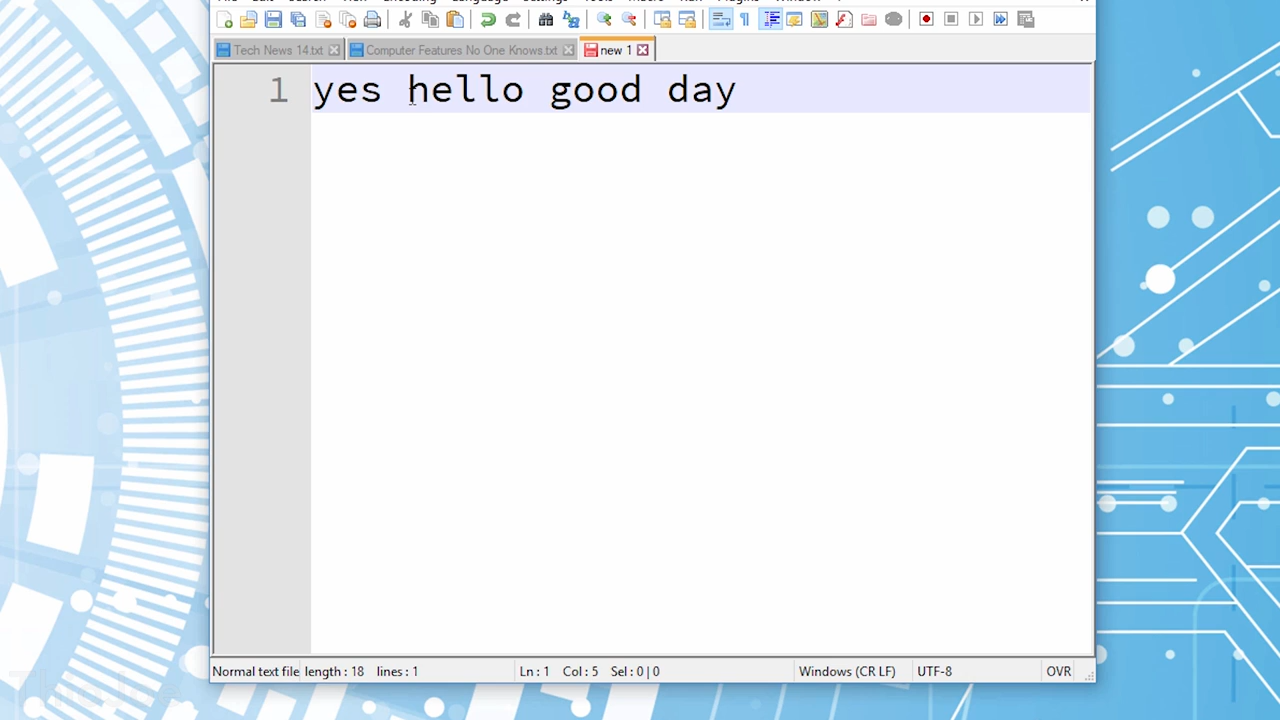 Tech News 14.txt
Computer Features No One Knows.txt
new 1
1
yes hello good day
Normal text file
length : 18 lines : 1
Ln : 1 Col : 5 Sel : 0 | 0
Windows (CR LF)
UTF-8
OVR
ThioJoe